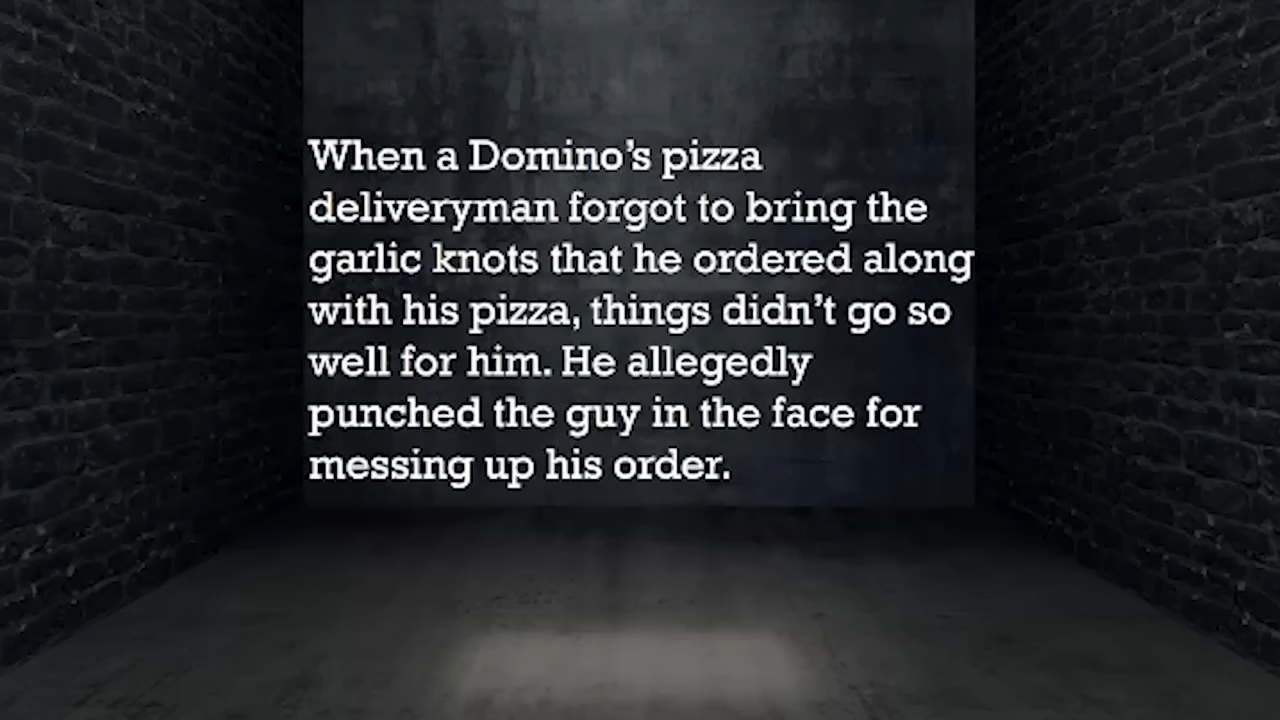 When a Domino’s pizza
deliveryman forgot to bring the
garlic knots that he ordered along
with his pizza, things didn’t go so
well for him. He allegedly
punched the guy in the face for
messing up his order.